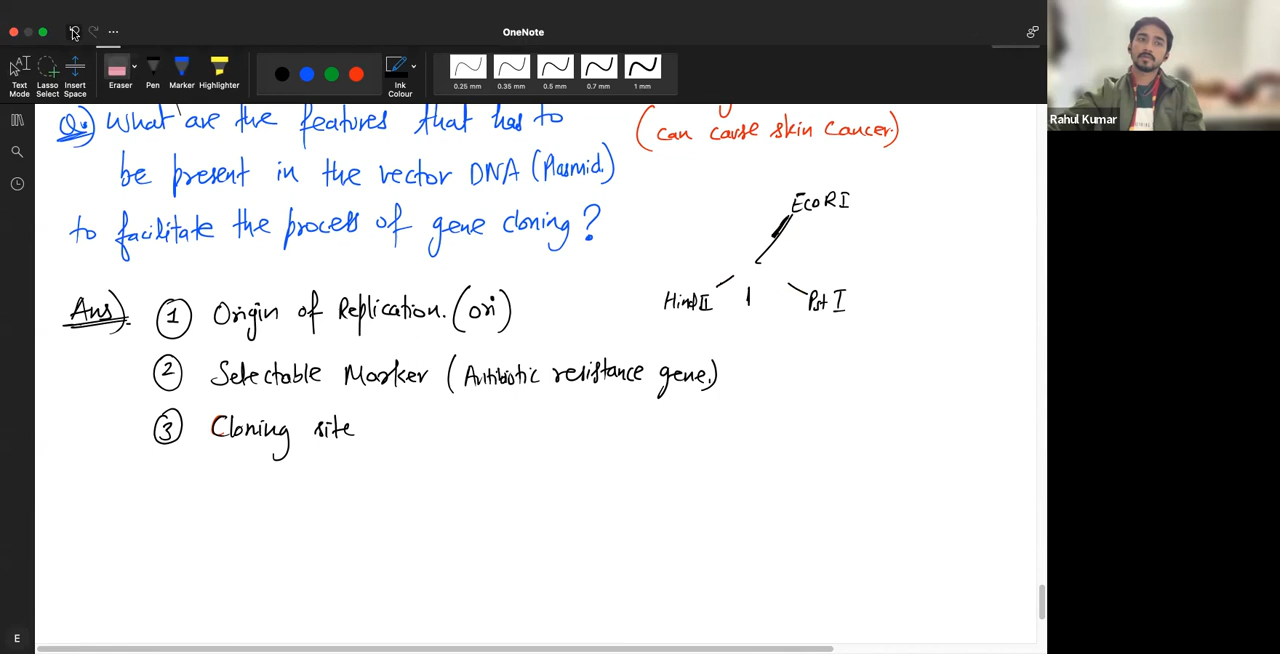 OneNote
Text Mode
Lasso Select
Insert Space
Eraser
Pen
Marker
Highlighter
Ink Colour
0.25 mm
0.35 mm
0.5 mm
0.7 mm
1 mm
Rahul Kumar
Qu) What are the features that has to
be present in the vector DNA (Plasmid)
to facilitate the process of gene cloning?
(can cause skin cancer.)
EcoRI
HindII
PstI
Ans)
1 Origin of Replication. (ori)
2 Selectable Marker (Antibiotic resistance gene.)
3 Cloning site
E